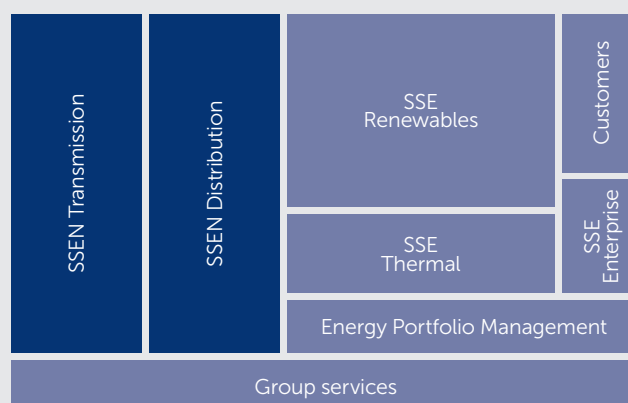 SSEN Transmission
SSEN Distribution
SSE
Renewables
Customers
SSE
Thermal
SSE
Enterprise
Energy Portfolio Management
Group services